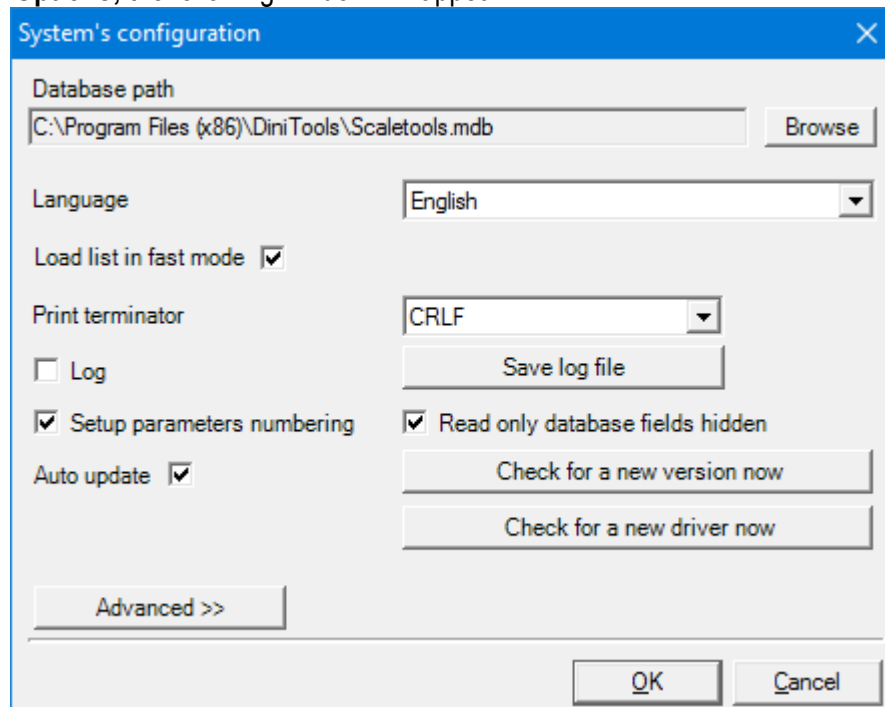 System's configuration
Database path
C:\Program Files (x86)\DiniTools\Scaletools.mdb
Browse
Language
English
Load list in fast mode
Print terminator
CRLF
Log
Save log file
Setup parameters numbering
Read only database fields hidden
Auto update
Check for a new version now
Check for a new driver now
Advanced >>
OK
Cancel